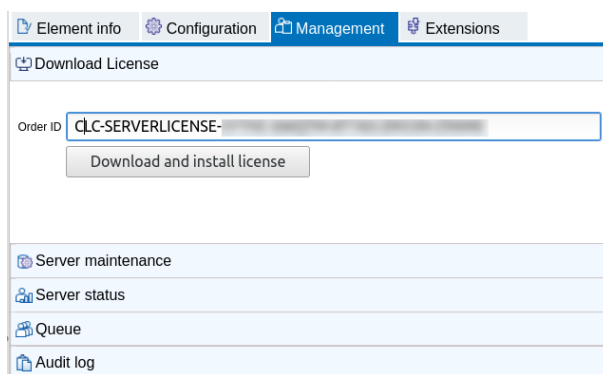 Element info Configuration Management Extensions
Download License
Order ID CLC-SERVERLICENSE-
Download and install license
Server maintenance
Server status
Queue
Audit log